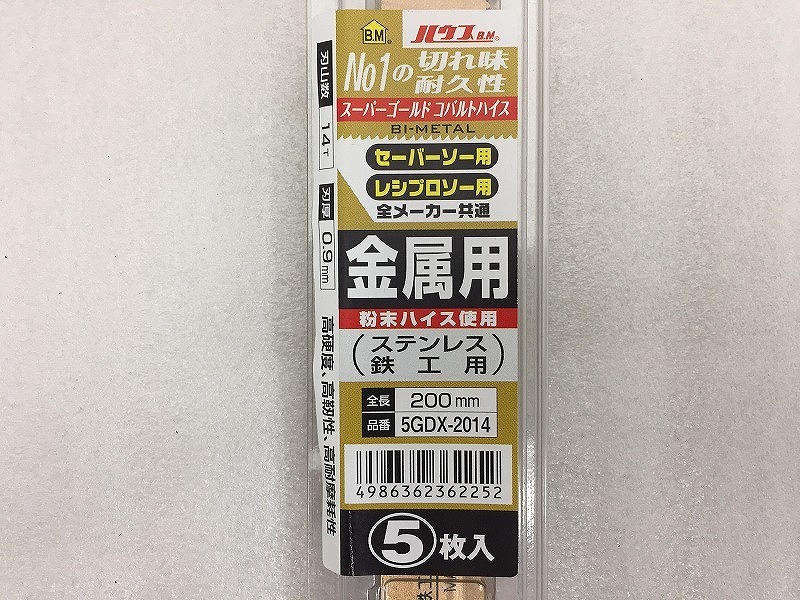 B.M®
ハウス B.M®
No1の 切れ味
耐久性
スーパーゴールド コバルトハイス
BI-METAL
セーバーソー用
レシプロソー用
全メーカー共通
金属用
粉末ハイス使用
(ステンレス
鉄工用)
全長 200mm
品番 5GDX-2014
4986362362252
5枚入
刃山数 14T 刃厚 0.9mm 高硬度、高靭性、高耐磨耗性
鉄工